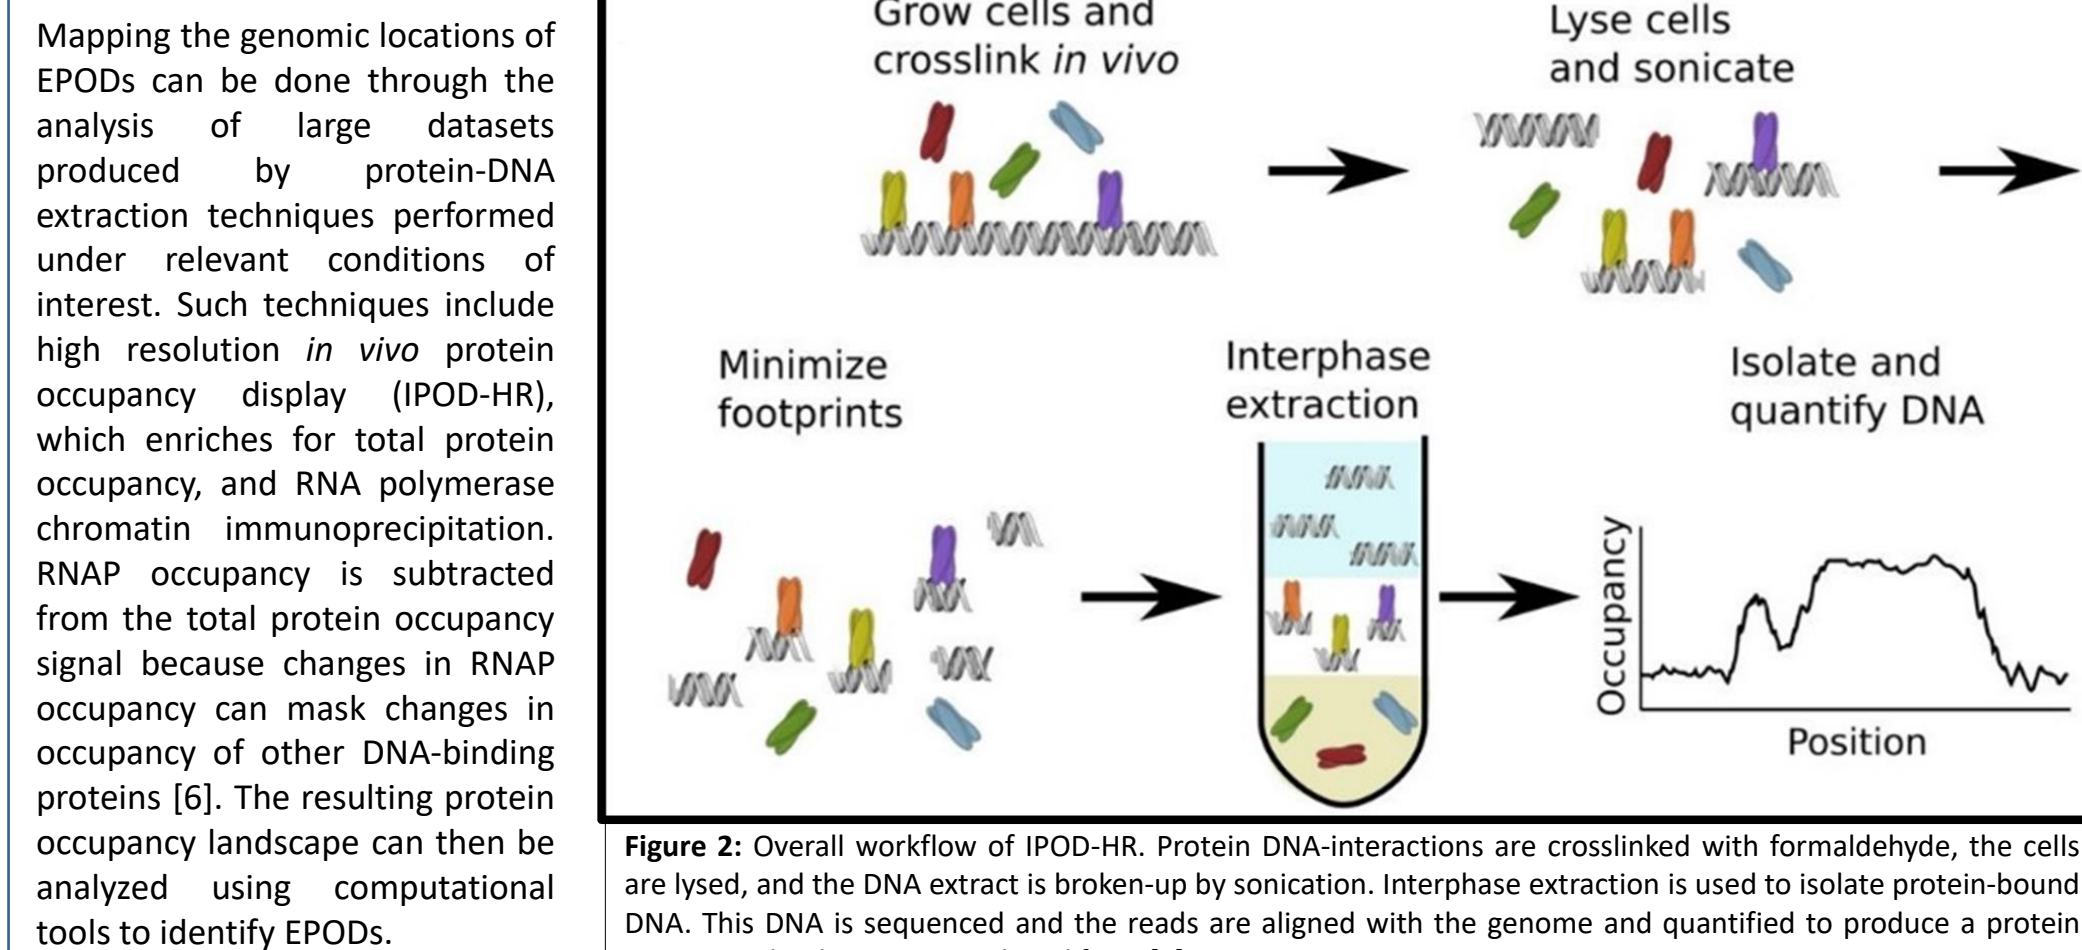 Mapping the genomic locations of
EPODs can be done through the
analysis of large datasets
produced by protein-DNA
extraction techniques performed
under relevant conditions of
interest. Such techniques include
high resolution in vivo protein
occupancy display (IPOD-HR),
which enriches for total protein
occupancy, and RNA polymerase
chromatin immunoprecipitation.
RNAP occupancy is subtracted
from the total protein occupancy
signal because changes in RNAP
occupancy can mask changes in
occupancy of other DNA-binding
proteins [6]. The resulting protein
occupancy landscape can then be
analyzed using computational
tools to identify EPODs.
Grow cells and
crosslink in vivo
Lyse cells
and sonicate
Minimize
footprints
Interphase
extraction
Isolate and
quantify DNA
Occupancy
Position
Figure 2: Overall workflow of IPOD-HR. Protein DNA-interactions are crosslinked with formaldehyde, the cells
are lysed, and the DNA extract is broken-up by sonication. Interphase extraction is used to isolate protein-bound
DNA. This DNA is sequenced and the reads are aligned with the genome and quantified to produce a protein